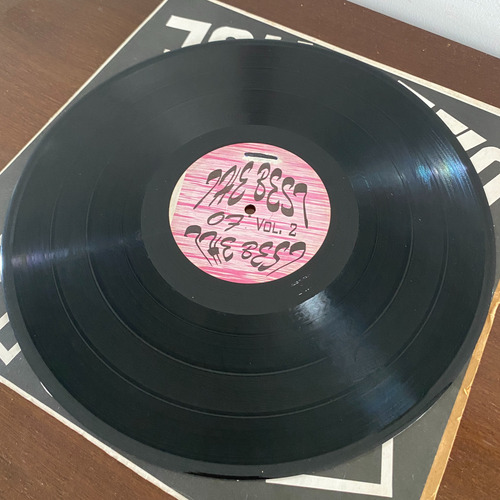 THE BEST
OF VOL. 2
THE BEST